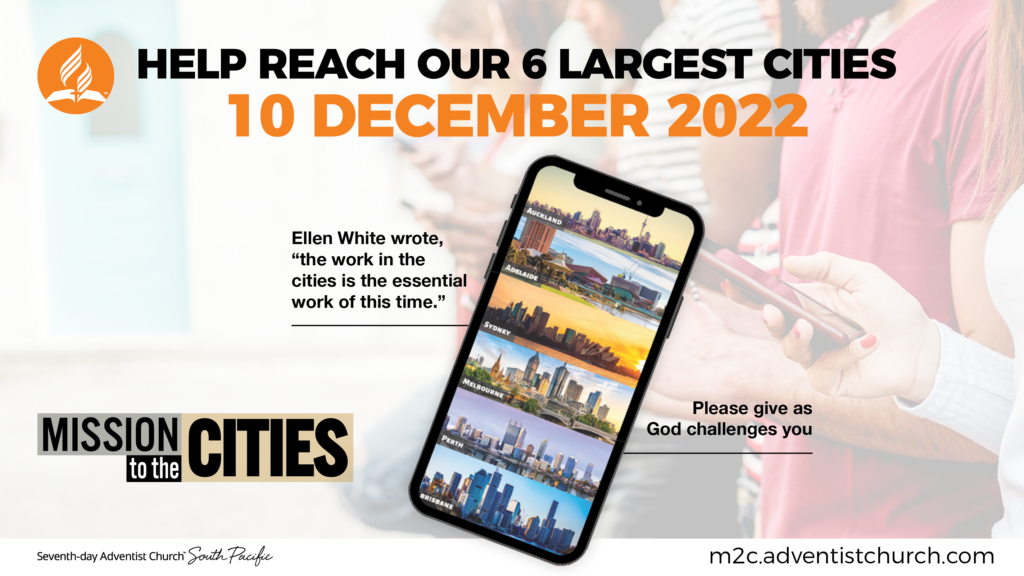 HELP REACH OUR 6 LARGEST CITIES
10 DECEMBER 2022
Ellen White wrote,
“the work in the
cities is the essential
work of this time.”
AUCKLAND
ADELAIDE
SYDNEY
MELBOURNE
PERTH
BRISBANE
Please give as
God challenges you
MISSION
to the
CITIES
Seventh-day Adventist Church™ South Pacific
m2c.adventistchurch.com